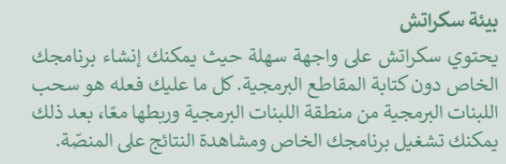 بيئة سكراتش
يحتوي سكراتش على واجهة سهلة حيث يمكنك إنشاء برنامجك
الخاص دون كتابة المقاطع البرمجية. كل ما عليك فعله هو سحب
اللبنات البرمجية من منطقة اللبنات البرمجية وربطها معًا، بعد ذلك
يمكنك تشغيل برنامجك الخاص ومشاهدة النتائج على المنصّة.